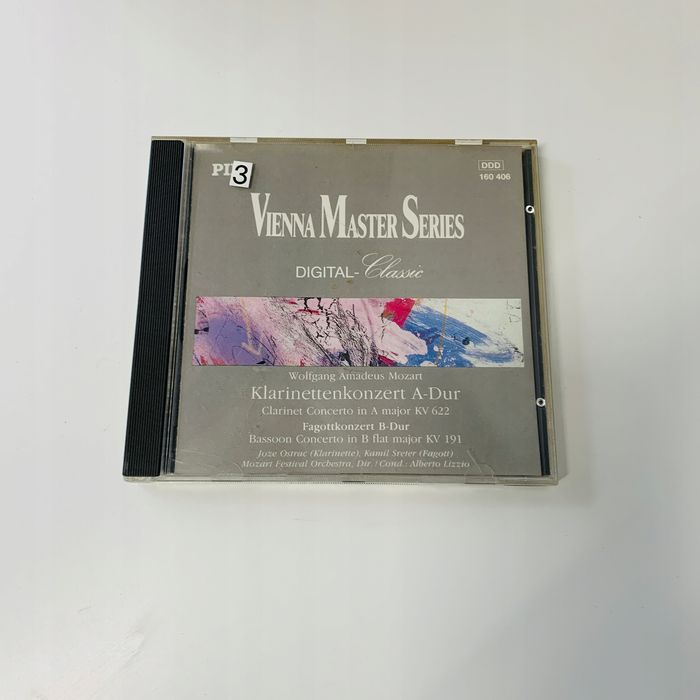 PI
3
DDD
160 406
VIENNA MASTER SERIES
DIGITAL-Classic
Wolfgang Amadeus Mozart
Klarinettenkonzert A-Dur
Clarinet Concerto in A major KV 622
Fagottkonzert B-Dur
Bassoon Concerto in B flat major KV 191
Joze Ostrac (Klarinette), Kamil Sreter (Fagott)
Mozart Festival Orchestra, Dir. / Cond.: Alberto Lizzio